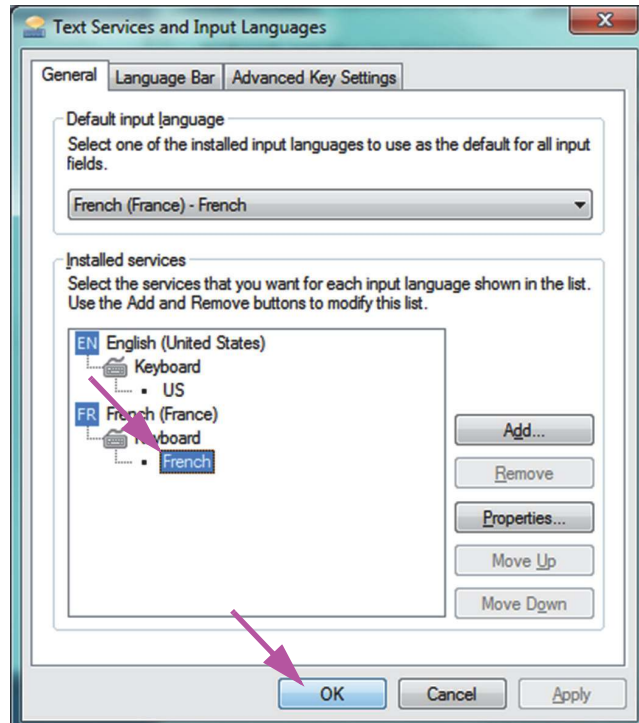 Text Services and Input Languages
General
Language Bar
Advanced Key Settings
Default input language
Select one of the installed input languages to use as the default for all input
fields.
French (France) - French
Installed services
Select the services that you want for each input language shown in the list.
Use the Add and Remove buttons to modify this list.
EN English (United States)
Keyboard
US
FR French (France)
Keyboard
French
Add...
Remove
Properties...
Move Up
Move Down
OK
Cancel
Apply